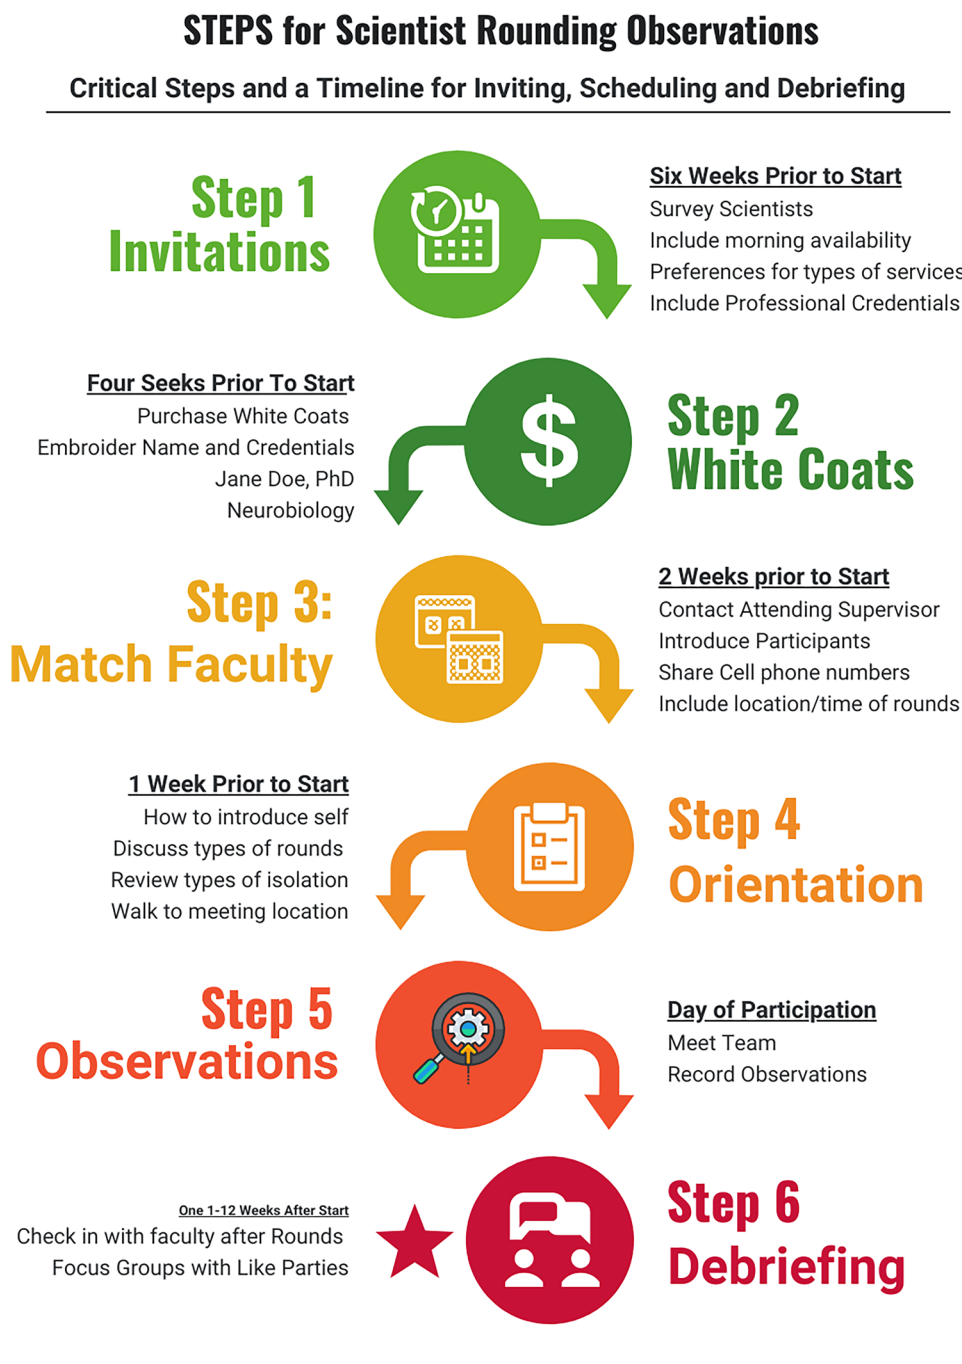 STEPS for Scientist Rounding Observations
Critical Steps and a Timeline for Inviting, Scheduling and Debriefing
Step 1
Invitations
Six Weeks Prior to Start
Survey Scientists
Include morning availability
Preferences for types of services
Include Professional Credentials
Four Seeks Prior To Start
Purchase White Coats
Embroider Name and Credentials
Jane Doe, PhD
Neurobiology
$
Step 2
White Coats
Step 3:
Match Faculty
2 Weeks prior to Start
Contact Attending Supervisor
Introduce Participants
Share Cell phone numbers
Include location/time of rounds
1 Week Prior to Start
How to introduce self
Discuss types of rounds
Review types of isolation
Walk to meeting location
Step 4
Orientation
Step 5
Observations
Day of Participation
Meet Team
Record Observations
One 1-12 Weeks After Start
Check in with faculty after Rounds
Focus Groups with Like Parties
Step 6
Debriefing